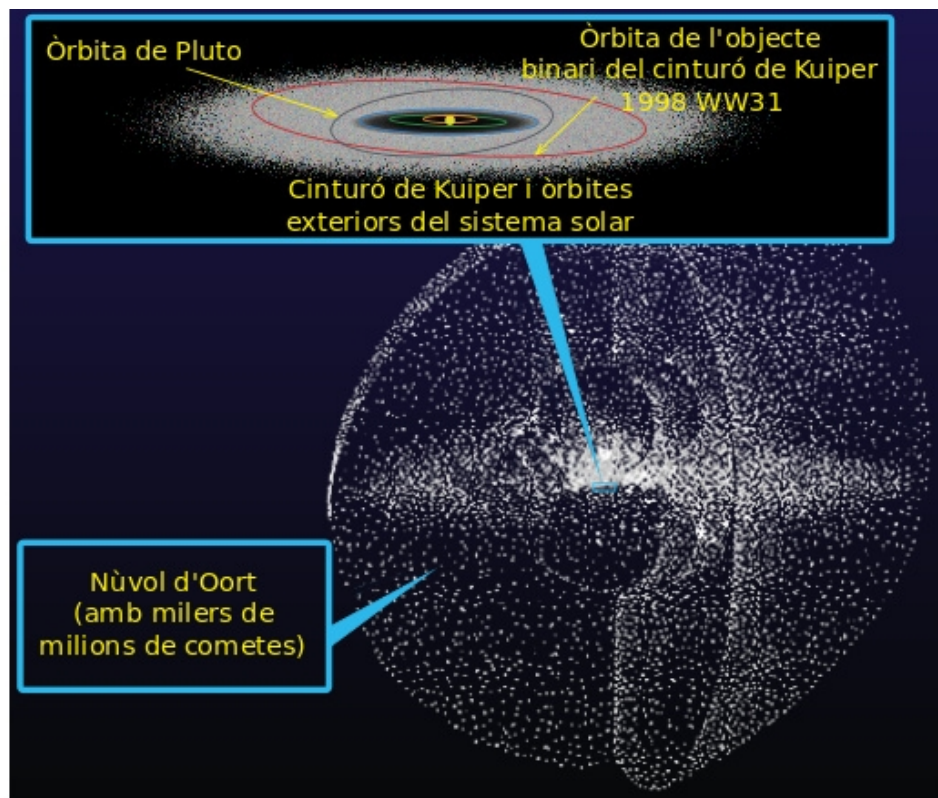 Òrbita de Pluto
Òrbita de l'objecte
binari del cinturó de Kuiper
1998 WW31
Cinturó de Kuiper i òrbites
exteriors del sistema solar
Nùvol d'Oort
(amb milers de
milions de cometes)